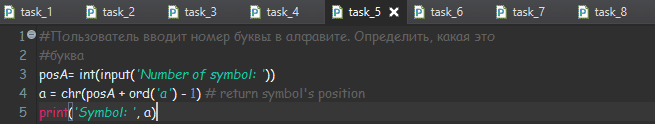 task_1 task_2 task_3 task_4 task_5 task_6 task_7 task_8
1 #Пользователь вводит номер буквы в алфавите. Определить, какая это
2 #буква
3 posA= int(input('Number of symbol: '))
4 a = chr(posA + ord('a') - 1) # return symbol's position
5 print('Symbol: ', a)